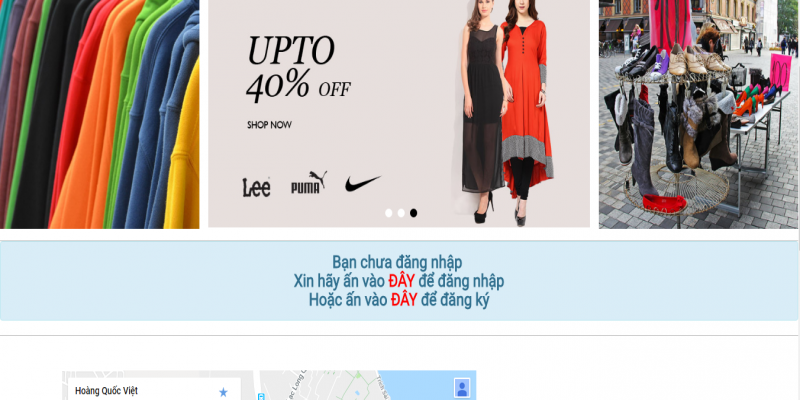 UPTO
40% OFF
SHOP NOW
Lee
PUMA
Bạn chưa đăng nhập
Xin hãy ấn vào ĐÂY để đăng nhập
Hoặc ấn vào ĐÂY để đăng ký
Hoàng Quốc Việt